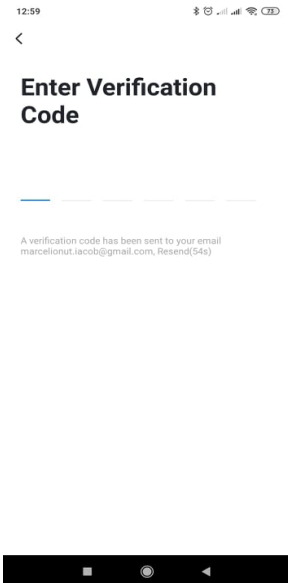 12:59
73
Enter Verification
Code
A verification code has been sent to your email
marcelionut.iacob@gmail.com, Resend(54s)